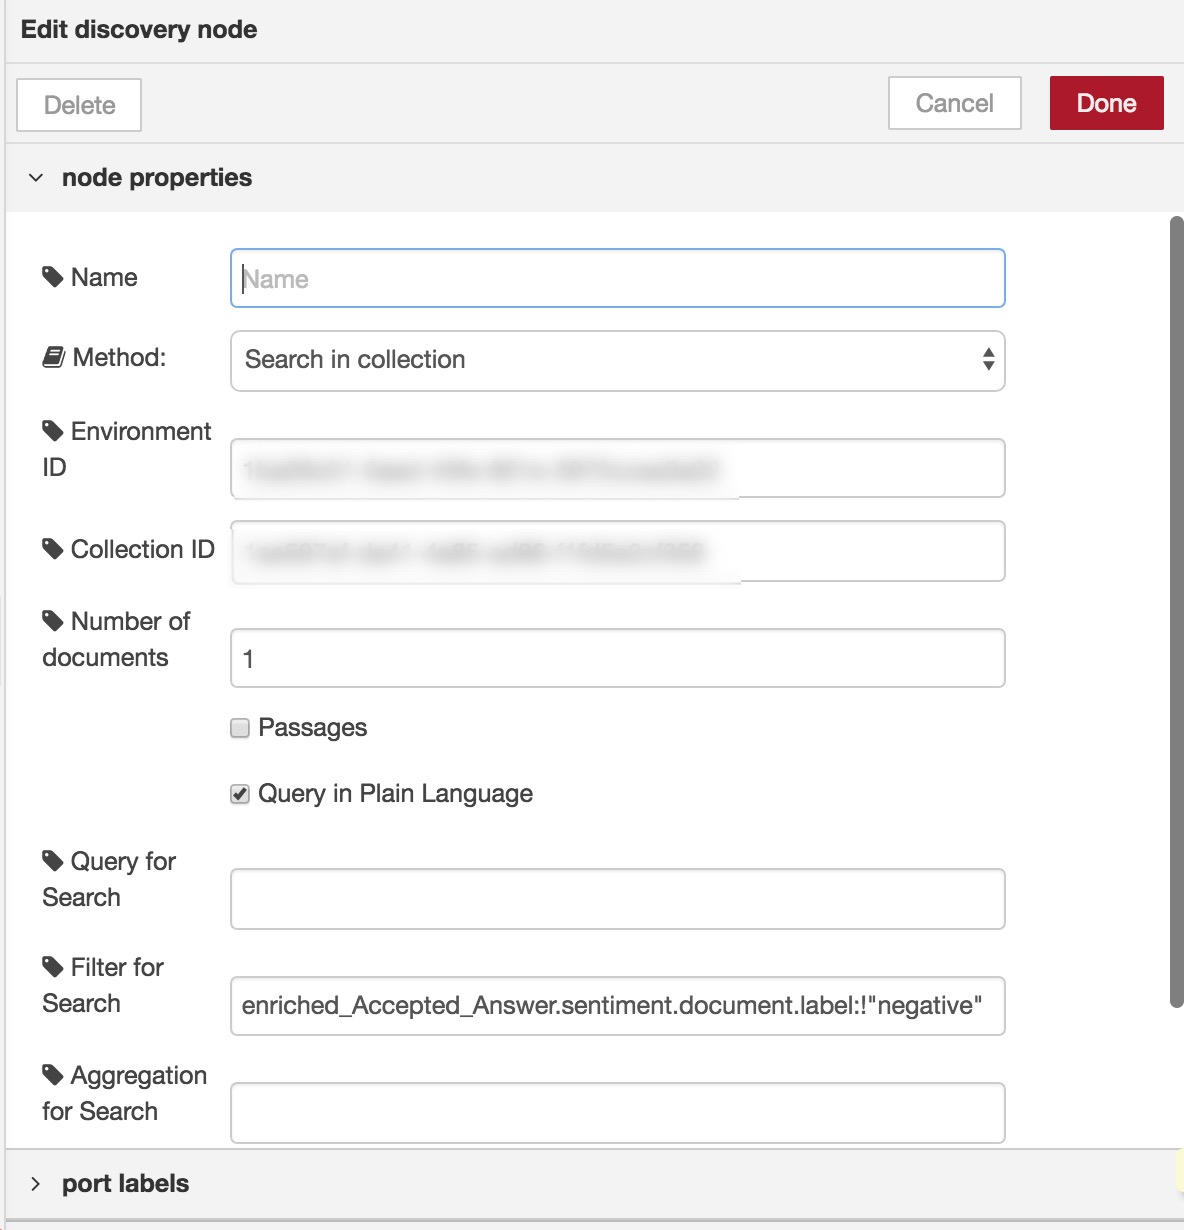 Edit discovery node
Delete
Cancel
Done
node properties
Name
Name
Method:
Search in collection
Environment
ID
Collection ID
Number of
documents
1
Passages
Query in Plain Language
Query for
Search
Filter for
Search
enriched_Accepted_Answer.sentiment.document.label:!"negative"
Aggregation
for Search
port labels